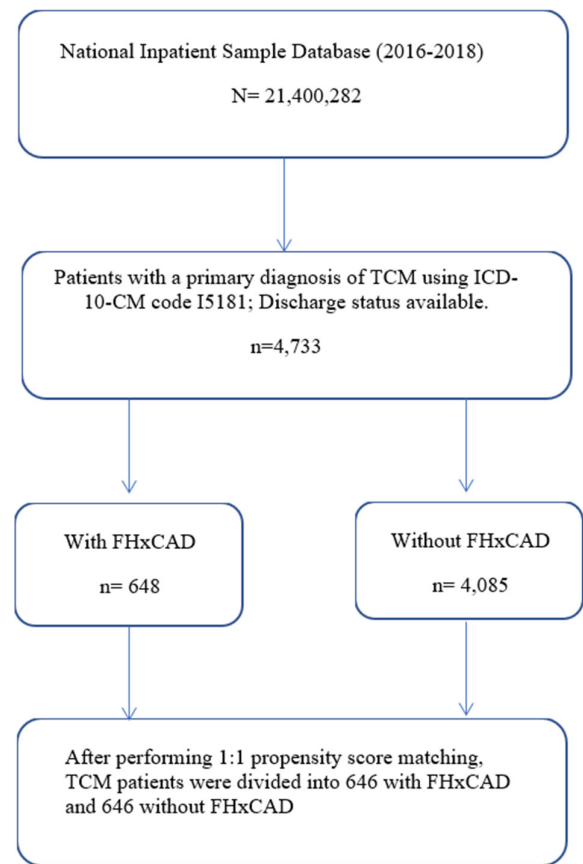 National Inpatient Sample Database (2016-2018)
N= 21,400,282
Patients with a primary diagnosis of TCM using ICD-
10-CM code I5181; Discharge status available.
n=4,733
With FHxCAD
n= 648
Without FHxCAD
n= 4,085
After performing 1:1 propensity score matching,
TCM patients were divided into 646 with FHxCAD
and 646 without FHxCAD